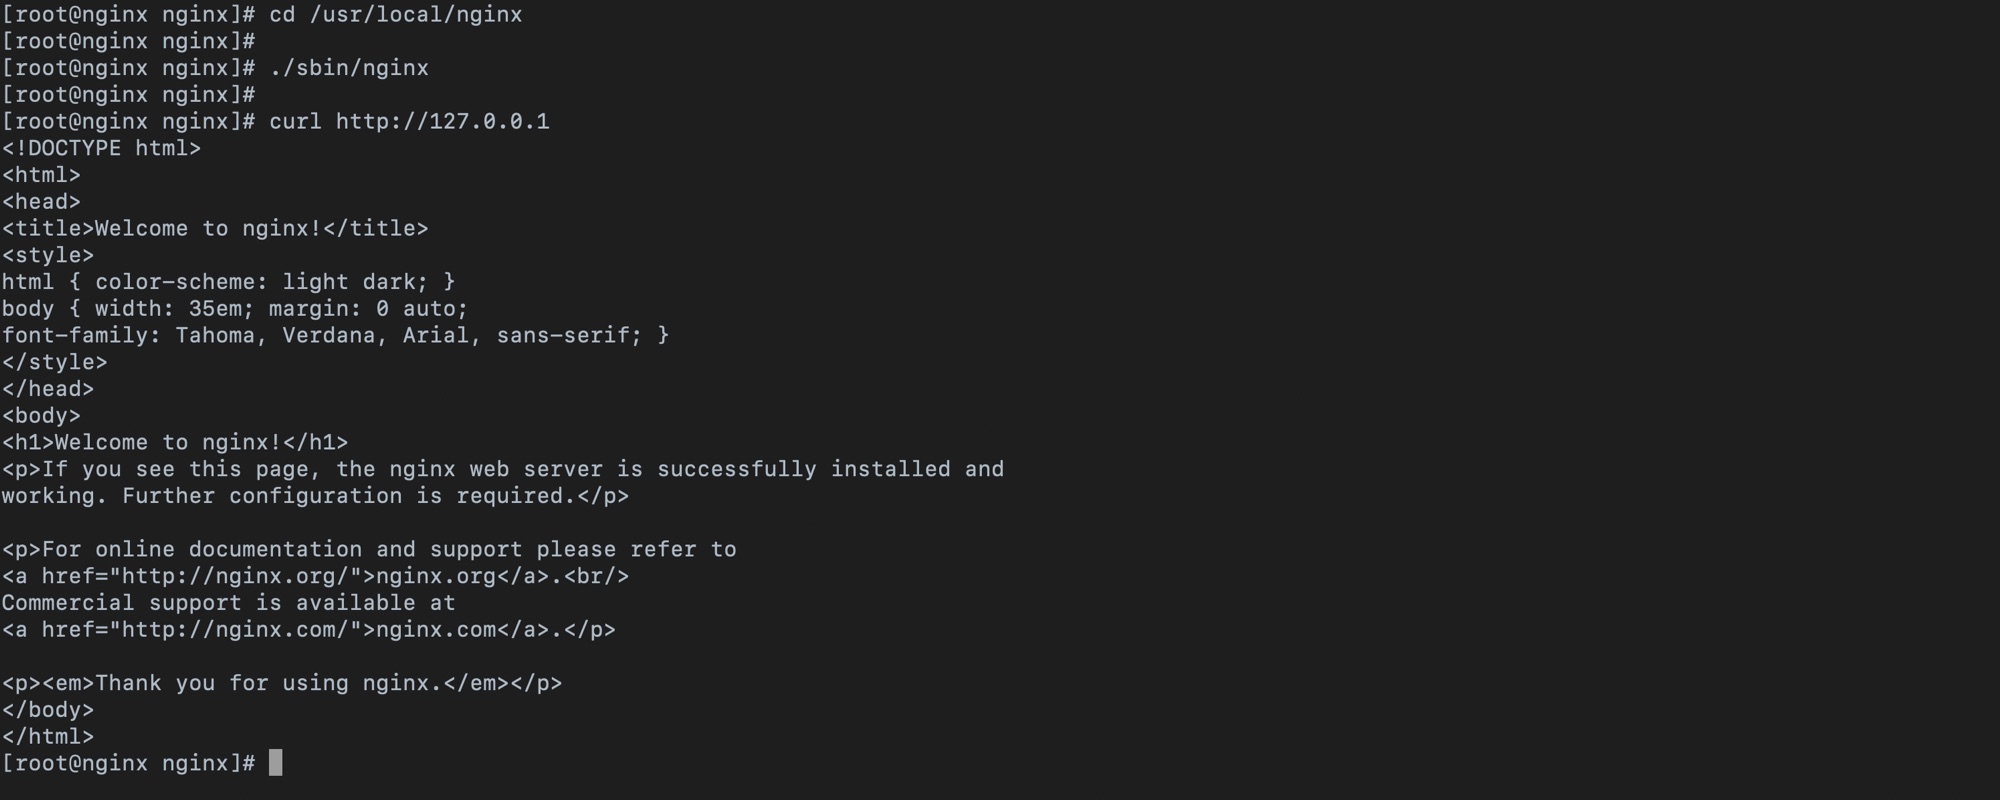 [root@nginx nginx]# cd /usr/local/nginx
[root@nginx nginx]#
[root@nginx nginx]# ./sbin/nginx
[root@nginx nginx]#
[root@nginx nginx]# curl http://127.0.0.1
<!DOCTYPE html>
<html>
<head>
<title>Welcome to nginx!</title>
<style>
html { color-scheme: light dark; }
body { width: 35em; margin: 0 auto;
font-family: Tahoma, Verdana, Arial, sans-serif; }
</style>
</head>
<body>
<h1>Welcome to nginx!</h1>
<p>If you see this page, the nginx web server is successfully installed and
working. Further configuration is required.</p>

<p>For online documentation and support please refer to
<a href="http://nginx.org/">nginx.org</a>.<br/>
Commercial support is available at
<a href="http://nginx.com/">nginx.com</a>.</p>

<p><em>Thank you for using nginx.</em></p>
</body>
</html>
[root@nginx nginx]#